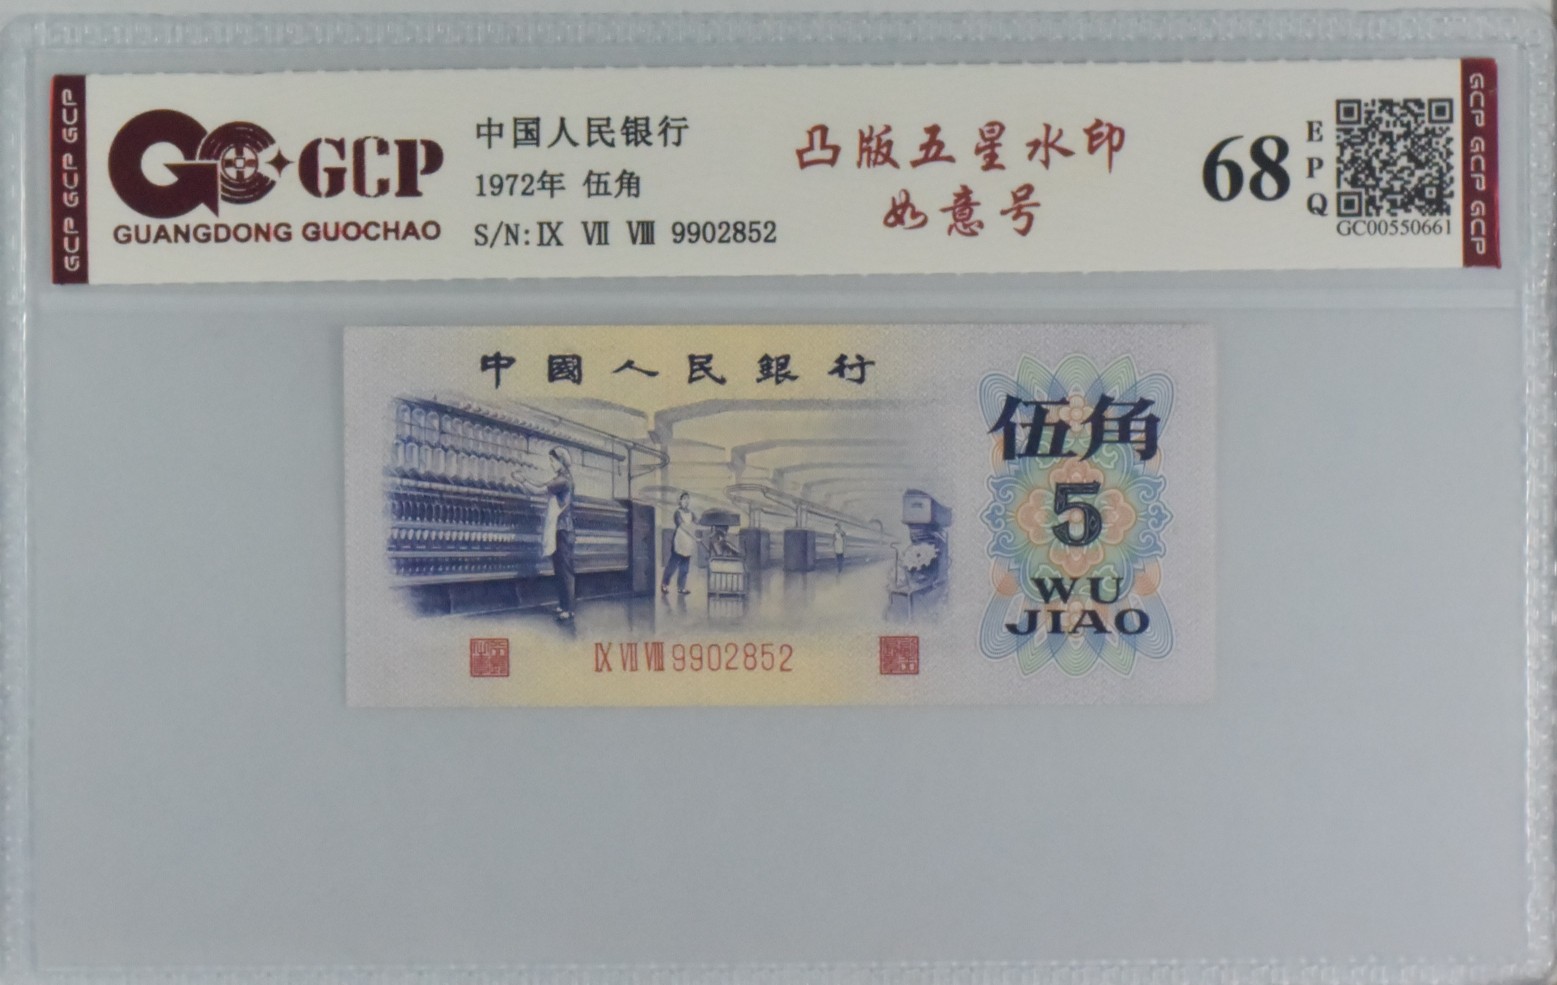 GCP GCP GCP
GCP
GUANGDONG GUOCHAO
中国人民银行
1972年 伍角
S/N: Ⅸ Ⅶ Ⅷ 9902852
凸版五星水印
如意号
68
EPQ
GC00550661
GCP GCP GCP
中國人民銀行
伍角
5
WU
JIAO
Ⅸ Ⅶ Ⅷ 9902852